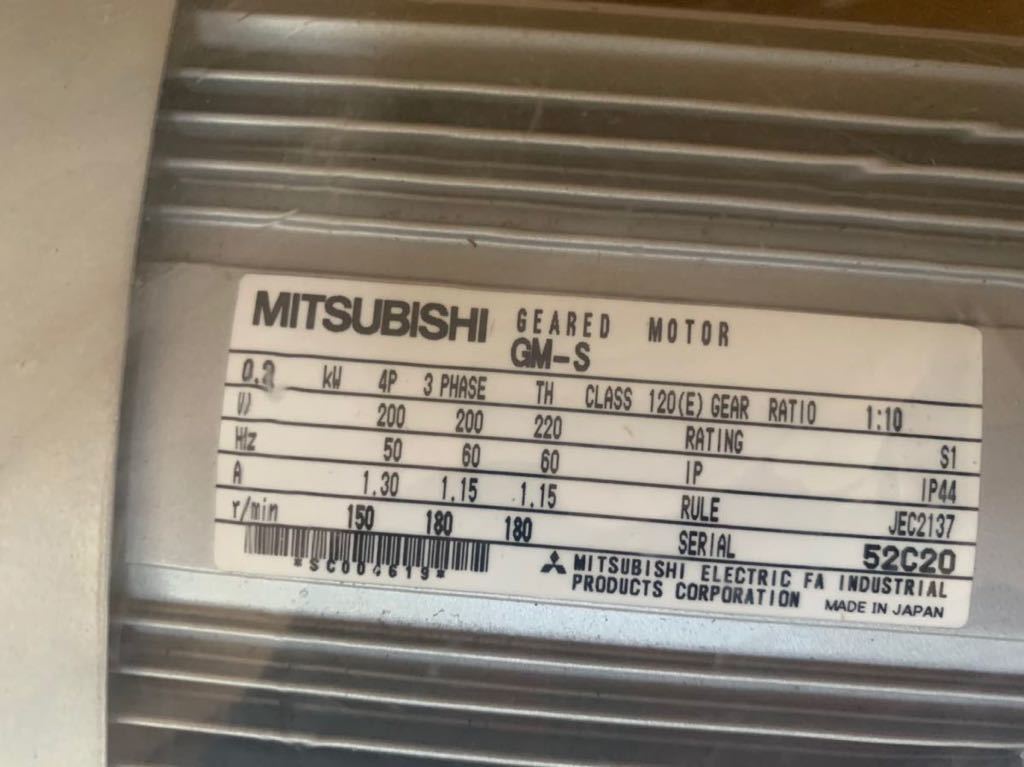 MITSUBISHI GEARED MOTOR
GM-S
kW 4P 3 PHASE TH CLASS 120(E) GEAR RATIO 1:10
V 200 200 220 RATING S1
Hz 50 60 60 IP IP44
A 1.30 1.15 1.15 RULE JEC2137
r/min 150 180 180 SERIAL 52C20
*SC004619*
MITSUBISHI ELECTRIC FA INDUSTRIAL
PRODUCTS CORPORATION MADE IN JAPAN